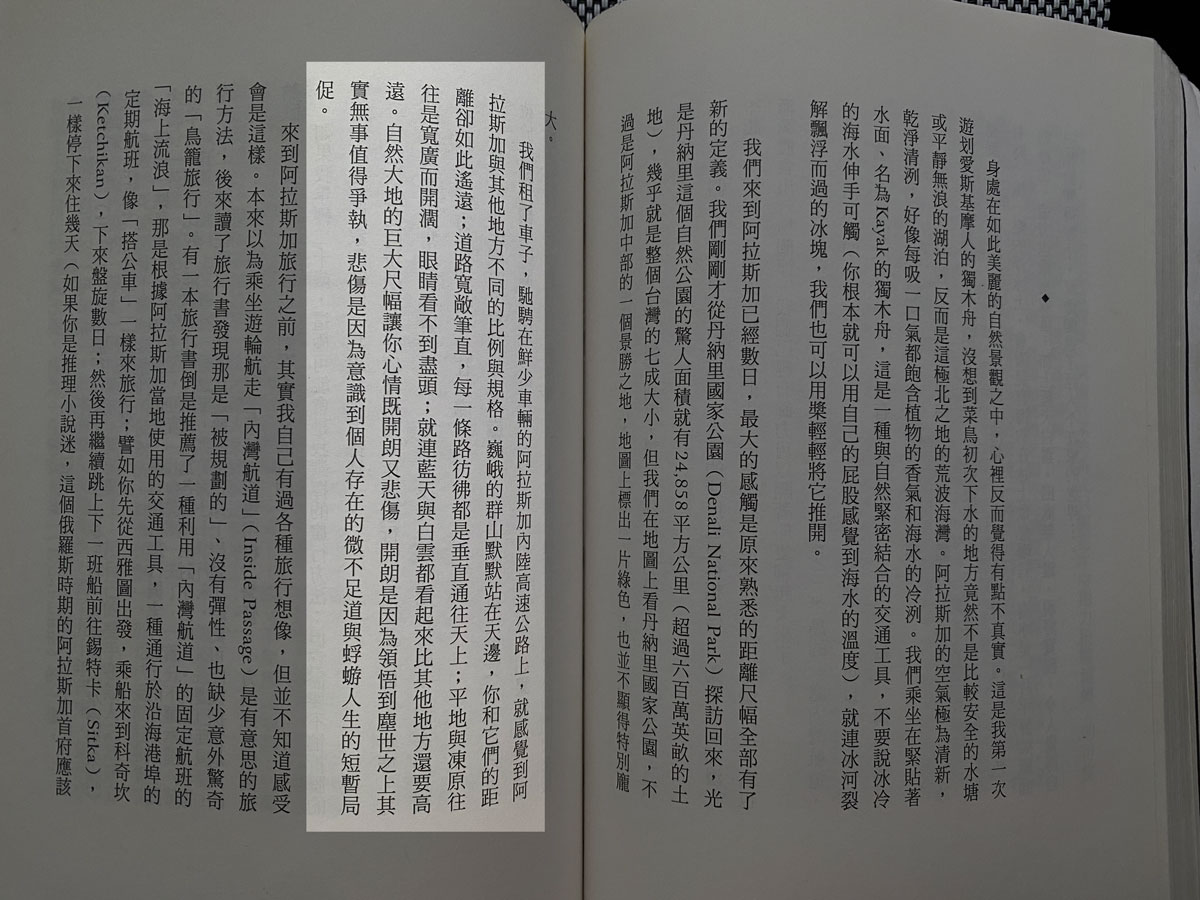 ◆
身處在如此美麗的自然景觀之中，心裡反而覺得有點不真實。這是我第一次
遊划愛斯基摩人的獨木舟，沒想到菜鳥初次下水的地方竟然不是比較安全的水塘
或平靜無浪的湖泊，反而是這極北之地的荒波海灣。阿拉斯加的空氣極為清新，
乾淨清洌，好像每吸一口氣都飽含植物的香氣和海水的冷洌。我們乘坐在緊貼著
水面、名為Kayak的獨木舟，這是一種與自然緊密結合的交通工具，不要說冰冷
的海水伸手可觸（你根本就可以用自己的屁股感覺到海水的溫度），就連冰河裂
解飄浮而過的冰塊，我們也可以用槳輕輕將它推開。
我們來到阿拉斯加已經數日，最大的感觸是原來熟悉的距離尺幅全部有了
新的定義。我們剛剛才從丹納里國家公園（Denali National Park）探訪回來，光
是丹納里這個自然公園的驚人面積就有24,858平方公里（超過六百萬英畝的土
地），幾乎就是整個台灣的七成大小，但我們在地圖上看丹納里國家公園，不
過是阿拉斯加中部的一個景勝之地，地圖上標出一片綠色，也並不顯得特別龐
大。
我們租了車子，馳騁在鮮少車輛的阿拉斯加內陸高速公路上，就感覺到阿
拉斯加與其他地方不同的比例與規格。巍峨的群山默默站在天邊，你和它們的距
離卻如此遙遠；道路寬敞筆直，每一條路彷彿都是垂直通往天上；平地與凍原往
往是寬廣而開濶，眼睛看不到盡頭；就連藍天與白雲都看起來比其他地方還要高
遠。自然大地的巨大尺幅讓你心情既開朗又悲傷，開朗是因為領悟到塵世之上其
實無事值得爭執，悲傷是因為意識到個人存在的微不足道與蜉蝣人生的短暫局
促。
來到阿拉斯加旅行之前，其實我自己有過各種旅行想像，但並不知道感受
會是這樣。本來以為乘坐遊輪航走「內灣航道」（Inside Passage）是有意思的旅
行方法，後來讀了旅行書發現那是「被規劃的」、沒有彈性、也缺少意外驚奇
的「鳥籠旅行」。有一本旅行書倒是推薦了一種利用「內灣航道」的固定航班的
「海上流浪」，那是根據阿拉斯加當地使用的交通工具，一種通行於沿海港埠的
定期航班，像「搭公車」一樣來旅行；譬如你先從西雅圖出發，乘船來到科奇坎
（Ketchikan），下來盤旋數日；然後再繼續跳上下一班船前往錫特卡（Sitka），
一樣停下來住幾天（如果你是推理小說迷，這個俄羅斯時期的阿拉斯加首府應該